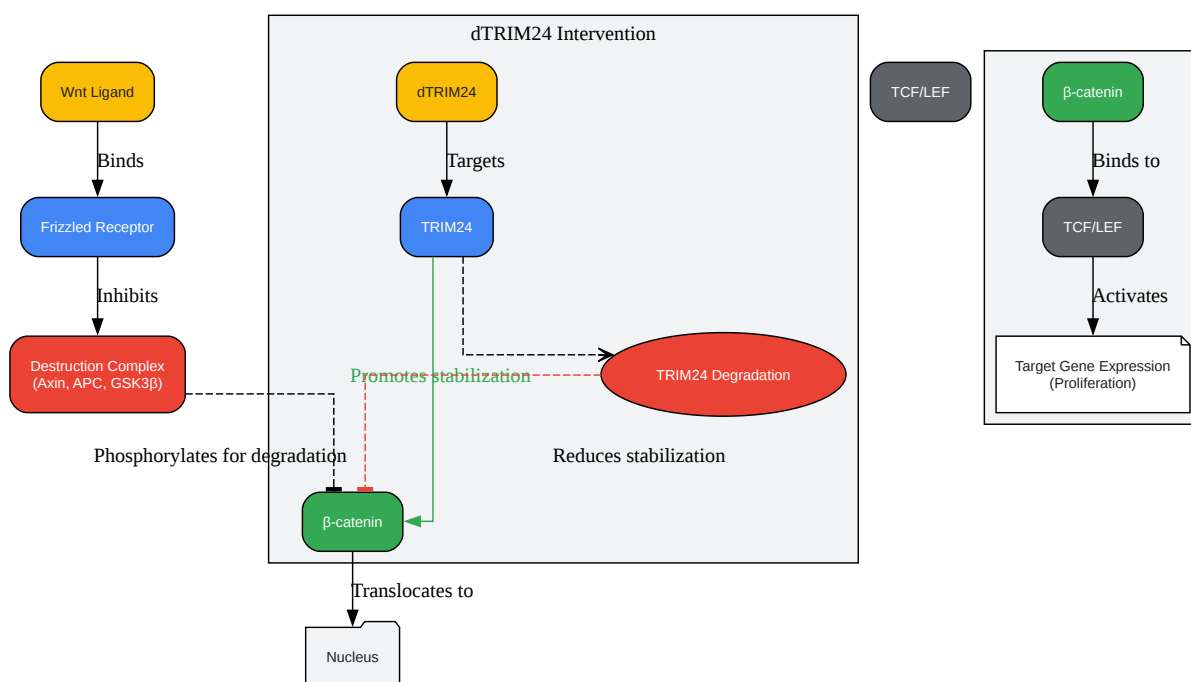 dTRIM24 Intervention
Wnt Ligand
dTRIM24
TCF/LEF
β-catenin
Binds
Targets
Binds to
Frizzled Receptor
TRIM24
TCF/LEF
Inhibits
Activates
Destruction Complex
(Axin, APC, GSK3β)
Promotes stabilization
TRIM24 Degradation
Target Gene Expression
(Proliferation)
Phosphorylates for degradation
Reduces stabilization
β-catenin
Translocates to
Nucleus